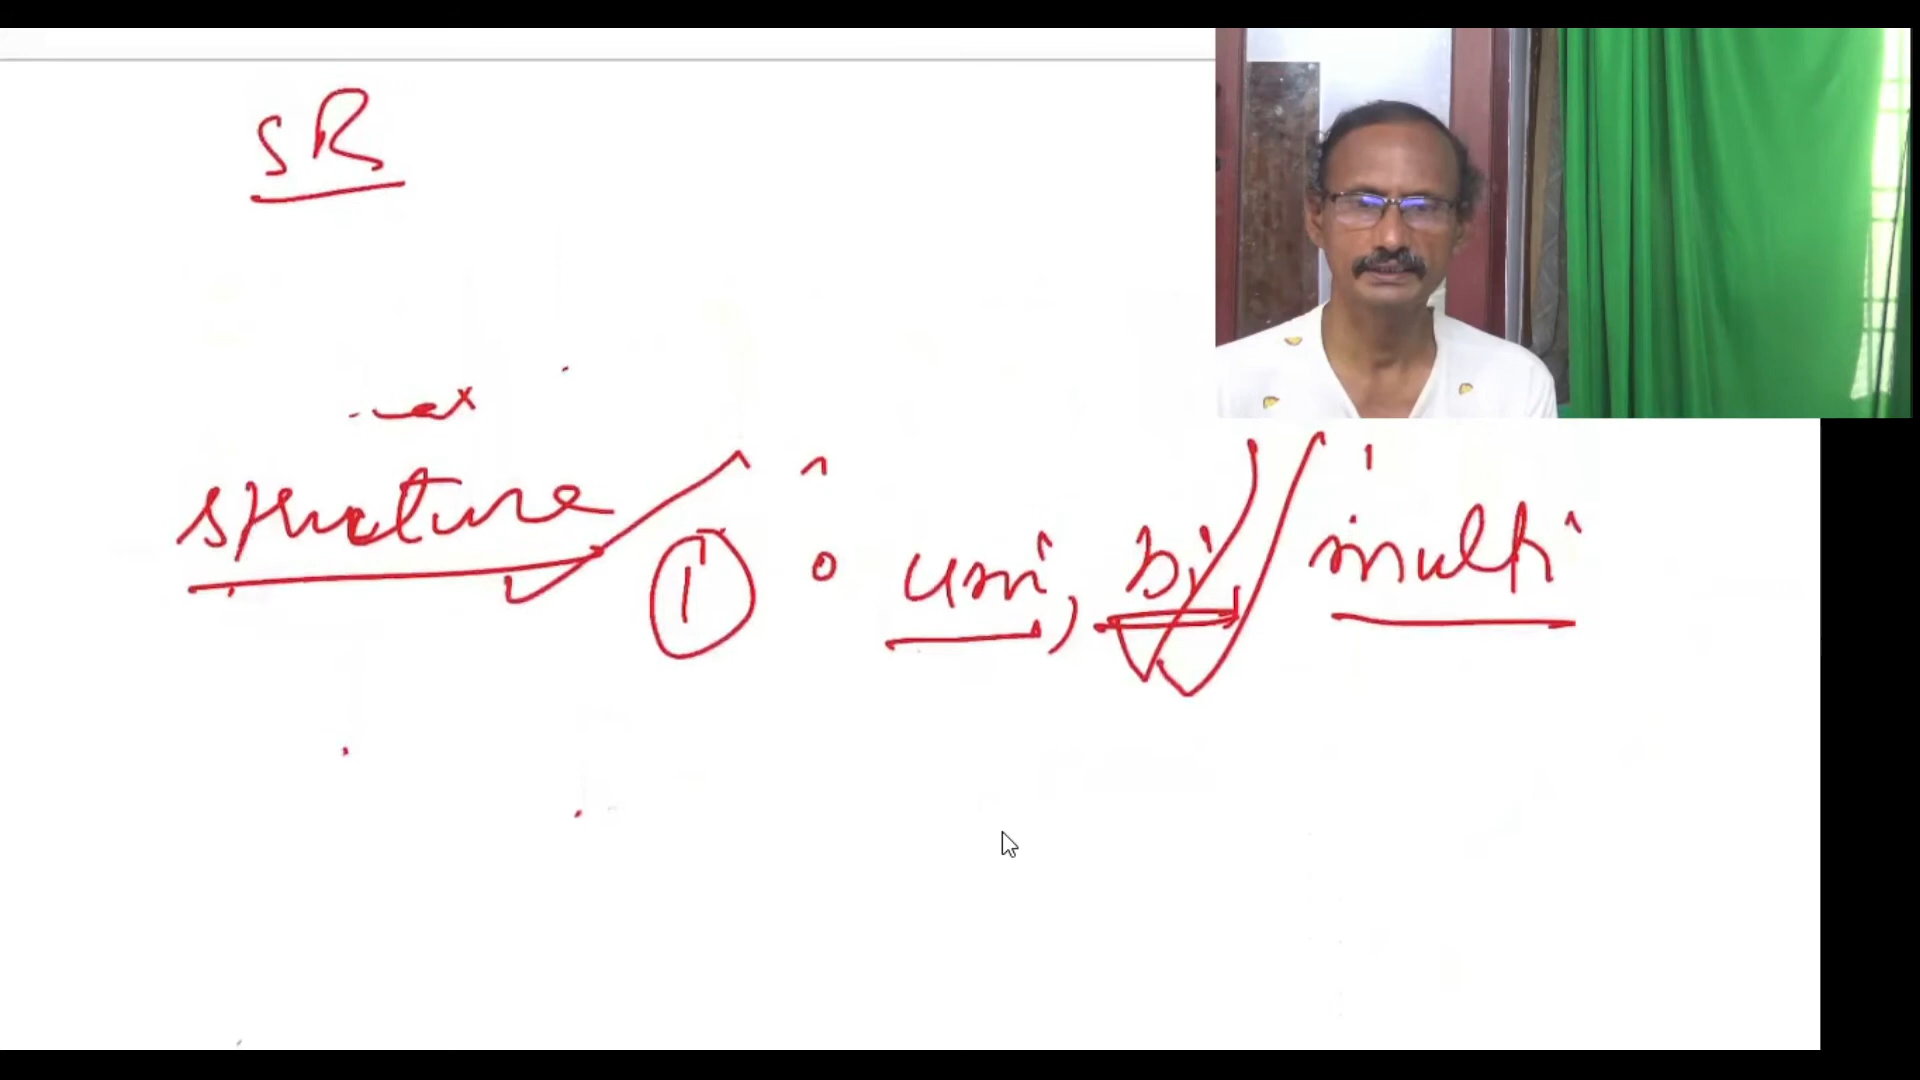 SR
structure
① uni, bi multi